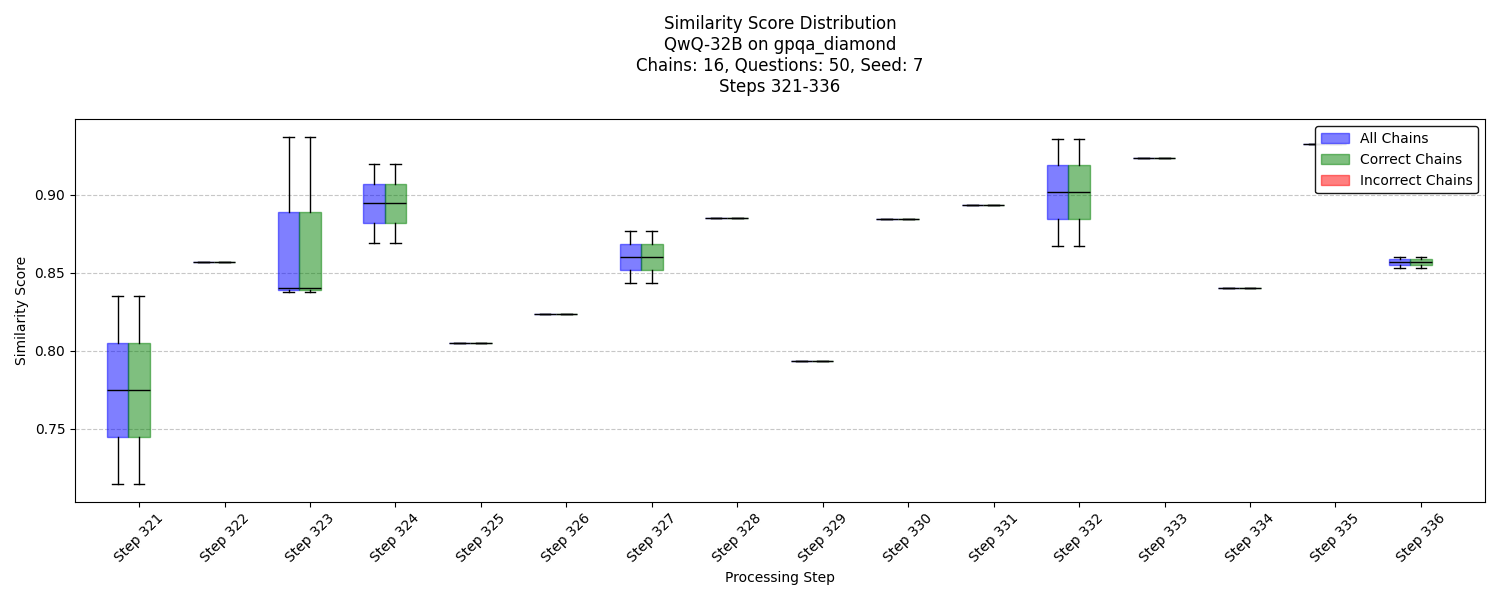 Similarity Score Distribution
QwQ-32B on gpqa_diamond
Chains: 16, Questions: 50, Seed: 7
Steps 321-336
All Chains
Correct Chains
Incorrect Chains
Similarity Score
0.90
0.85
0.80
0.75
Step 321
Step 322
Step 323
Step 324
Step 325
Step 326
Step 327
Step 328
Step 329
Step 330
Step 331
Step 332
Step 333
Step 334
Step 335
Step 336
Processing Step